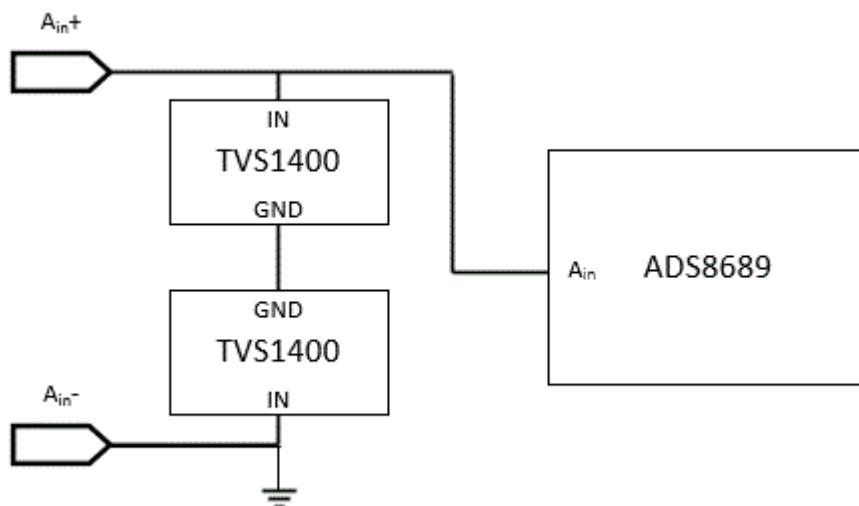 Ain+
IN
TVS1400
GND
Ain
ADS8689
GND
TVS1400
IN
Ain-